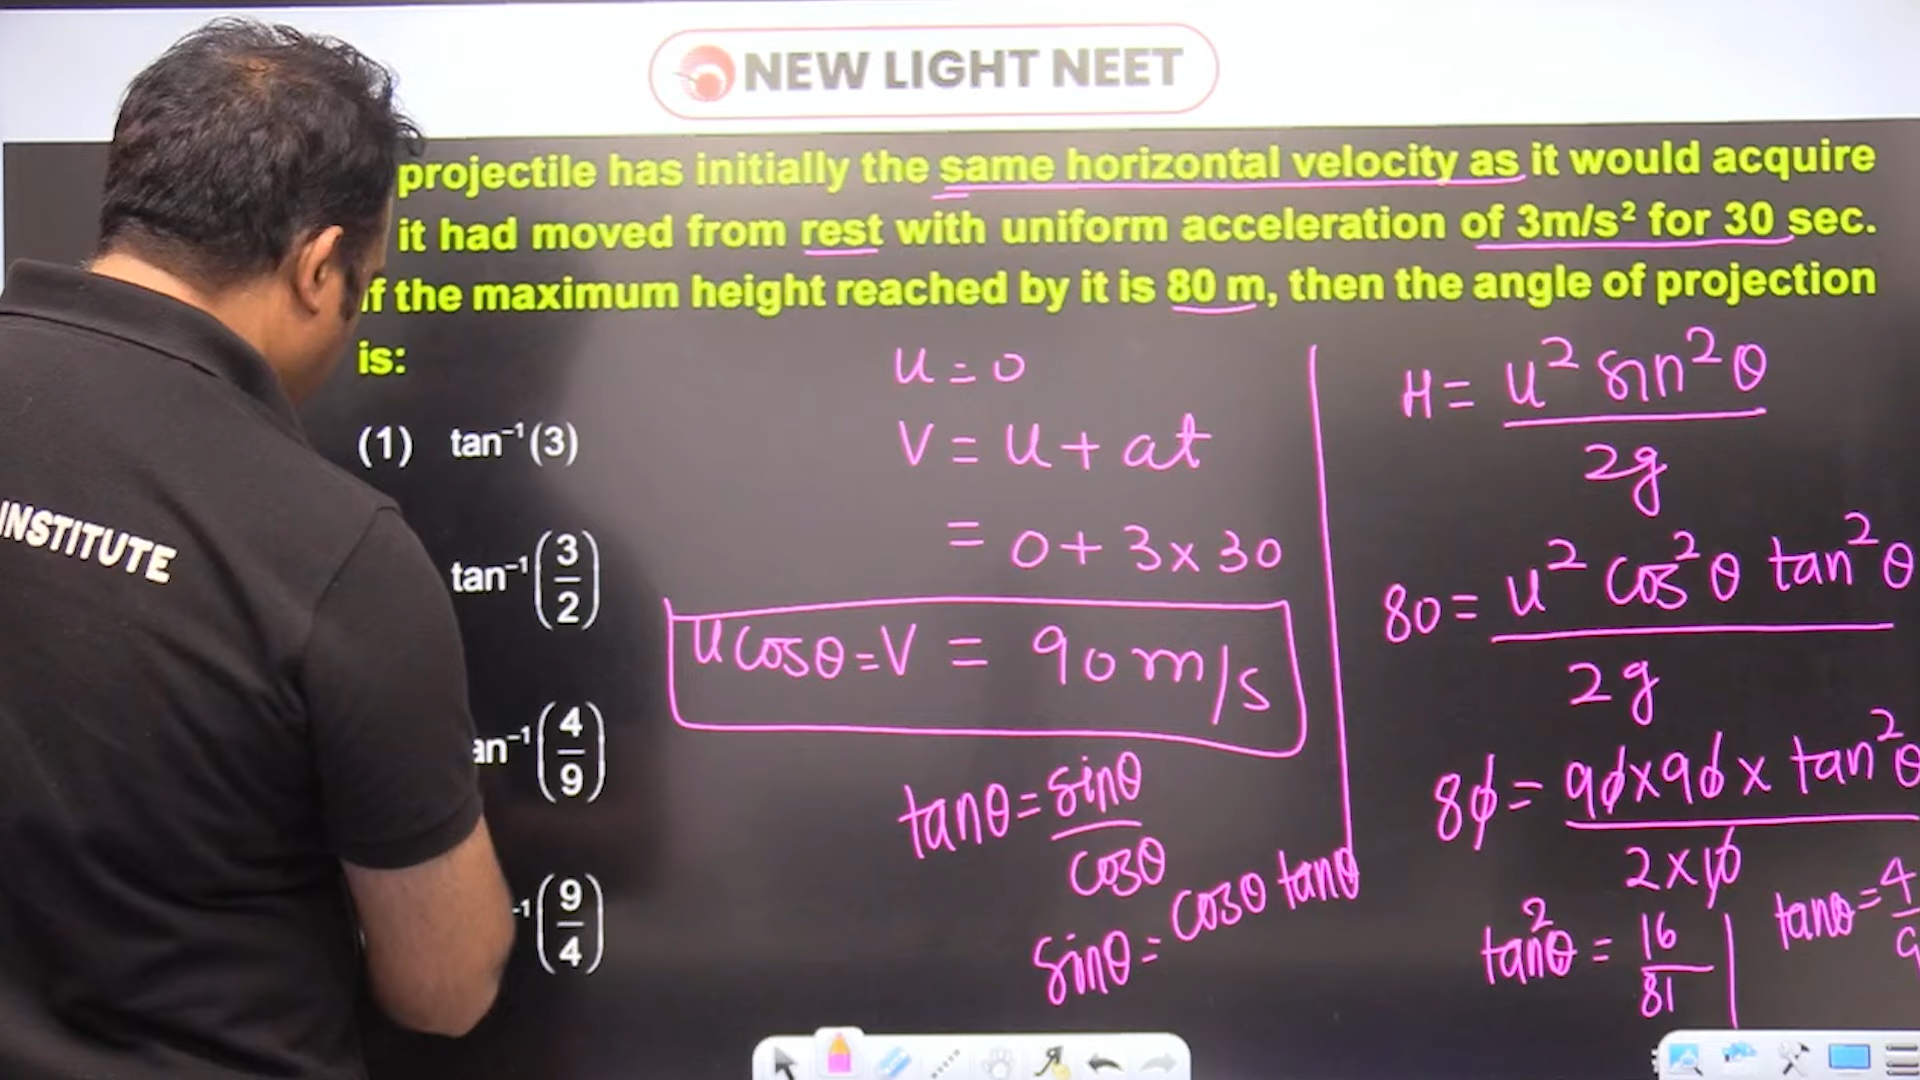 NEW LIGHT NEET
projectile has initially the same horizontal velocity as it would acquire
it had moved from rest with uniform acceleration of 3m/s² for 30 sec.
if the maximum height reached by it is 80 m, then the angle of projection
is:
(1) tan⁻¹(3)
tan⁻¹(3/2)
an⁻¹(4/9)
⁻¹(9/4)
INSTITUTE
u = 0
V = u + at
= 0 + 3 x 30
u cosθ = V = 90 m/s
tanθ = sinθ/cosθ
sinθ = cosθ tanθ
H = u² sin²θ/2g
80 = u² cos²θ tan²θ/2g
80 = 90 x 90 x tan²θ/2 x 10
tan²θ = 16/81
tanθ = 4/9